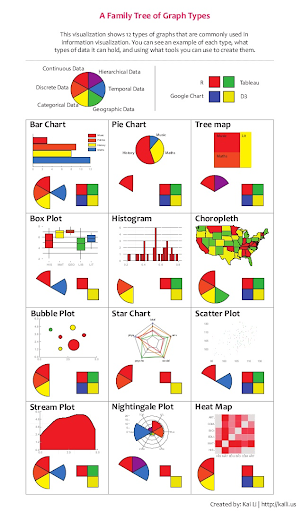 A Family Tree of Graph Types
This visualization shows 12 types of graphs that are commonly used in
information visualization. You can see an example of each type, what
types of data it can hold, and using what tools you can use to create them.
Continuous Data
Hierarchical Data
Discrete Data
Temporal Data
Categorical Data
Geographic Data
R
Tableau
Google Chart
D3
Bar Chart
Pie Chart
Tree map
Box Plot
Histogram
Choropleth
Bubble Plot
Star Chart
Scatter Plot
Stream Plot
Nightingale Plot
Heat Map
Created by: Kai Li | http://kaili.us